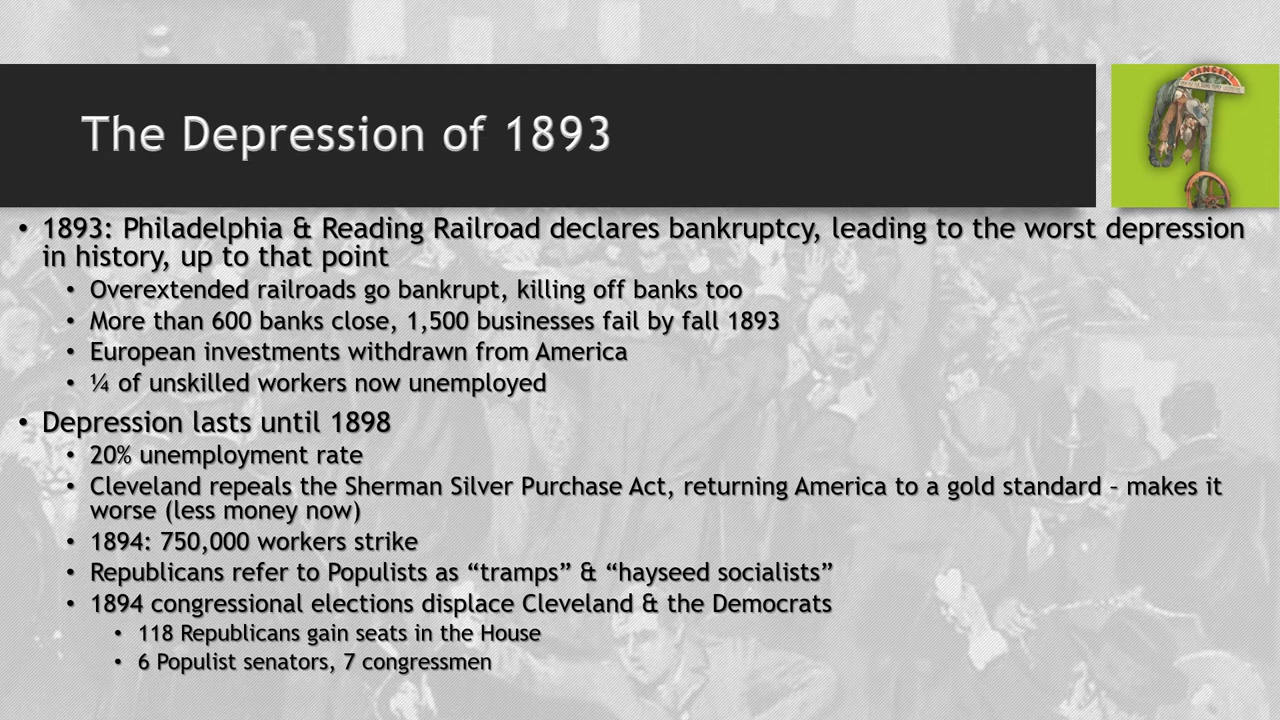 The Depression of 1893
DANGER!
• 1893: Philadelphia & Reading Railroad declares bankruptcy, leading to the worst depression
in history, up to that point
• Overextended railroads go bankrupt, killing off banks too
• More than 600 banks close, 1,500 businesses fail by fall 1893
• European investments withdrawn from America
• ¼ of unskilled workers now unemployed
• Depression lasts until 1898
• 20% unemployment rate
• Cleveland repeals the Sherman Silver Purchase Act, returning America to a gold standard – makes it
worse (less money now)
• 1894: 750,000 workers strike
• Republicans refer to Populists as “tramps” & “hayseed socialists”
• 1894 congressional elections displace Cleveland & the Democrats
• 118 Republicans gain seats in the House
• 6 Populist senators, 7 congressmen